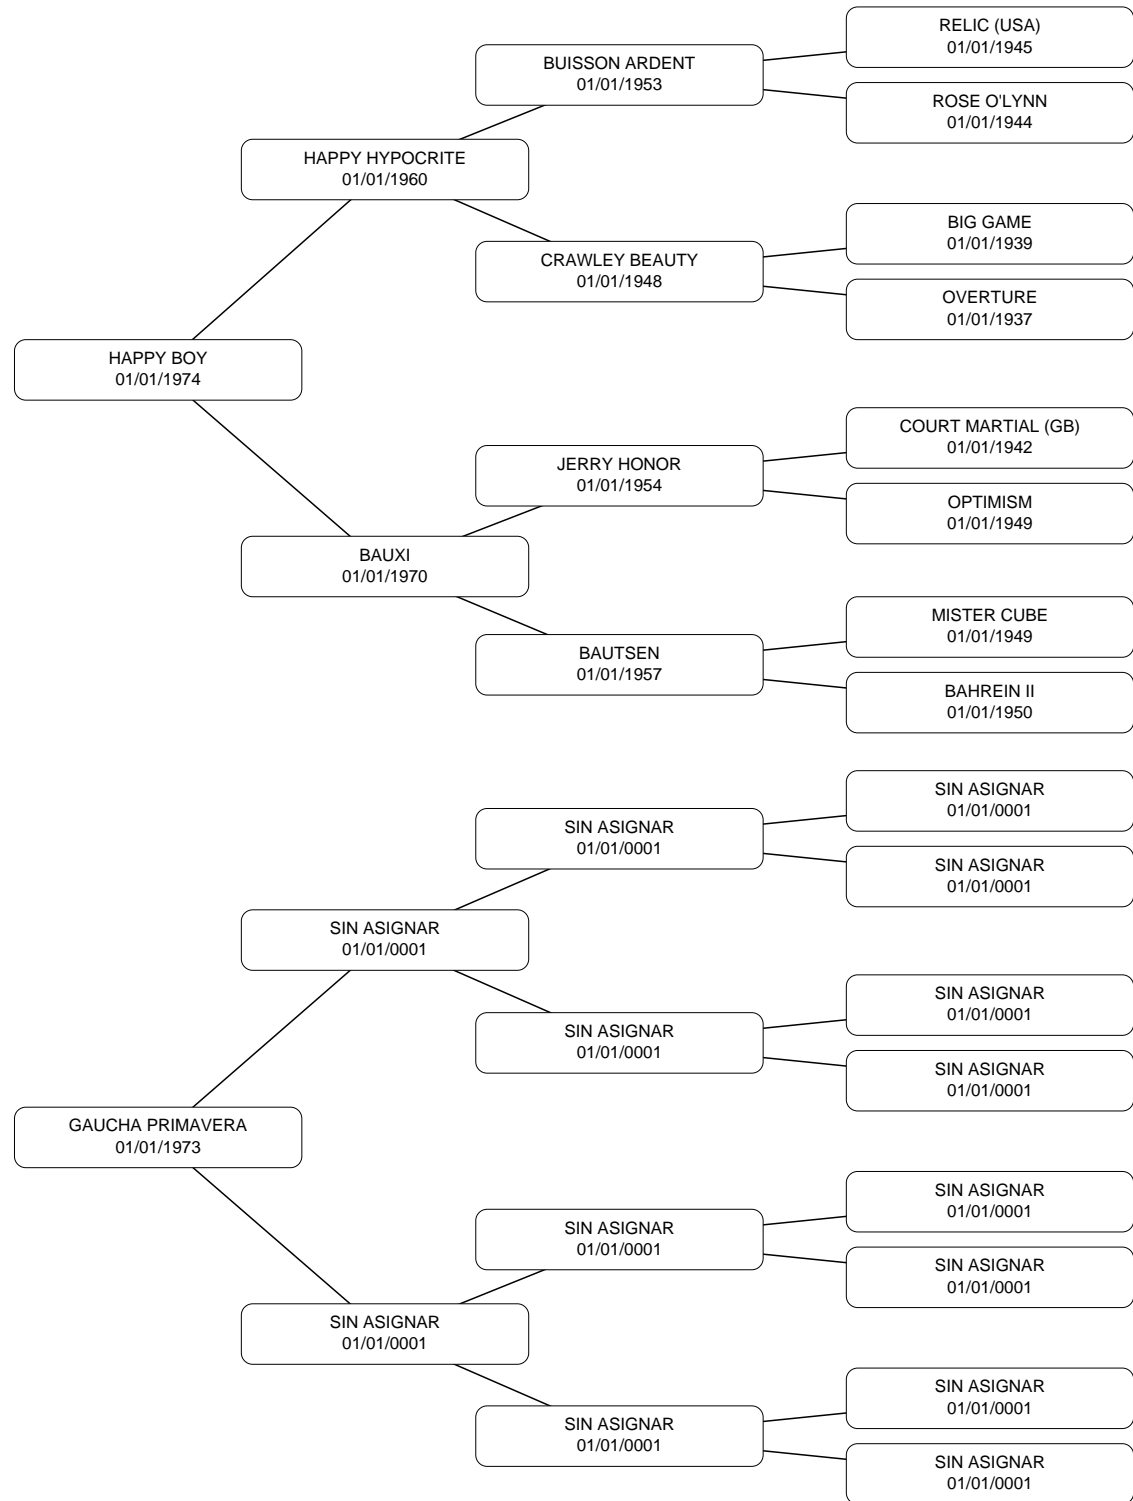 RELIC (USA)
01/01/1945
BUISSON ARDENT
01/01/1953
ROSE O'LYNN
01/01/1944
HAPPY HYPOCRITE
01/01/1960
BIG GAME
01/01/1939
CRAWLEY BEAUTY
01/01/1948
OVERTURE
01/01/1937
HAPPY BOY
01/01/1974
COURT MARTIAL (GB)
01/01/1942
JERRY HONOR
01/01/1954
OPTIMISM
01/01/1949
BAUXI
01/01/1970
MISTER CUBE
01/01/1949
BAUTSEN
01/01/1957
BAHREIN II
01/01/1950
SIN ASIGNAR
01/01/0001
SIN ASIGNAR
01/01/0001
SIN ASIGNAR
01/01/0001
SIN ASIGNAR
01/01/0001
SIN ASIGNAR
01/01/0001
SIN ASIGNAR
01/01/0001
SIN ASIGNAR
01/01/0001
GAUCHA PRIMAVERA
01/01/1973
SIN ASIGNAR
01/01/0001
SIN ASIGNAR
01/01/0001
SIN ASIGNAR
01/01/0001
SIN ASIGNAR
01/01/0001
SIN ASIGNAR
01/01/0001
SIN ASIGNAR
01/01/0001
SIN ASIGNAR
01/01/0001